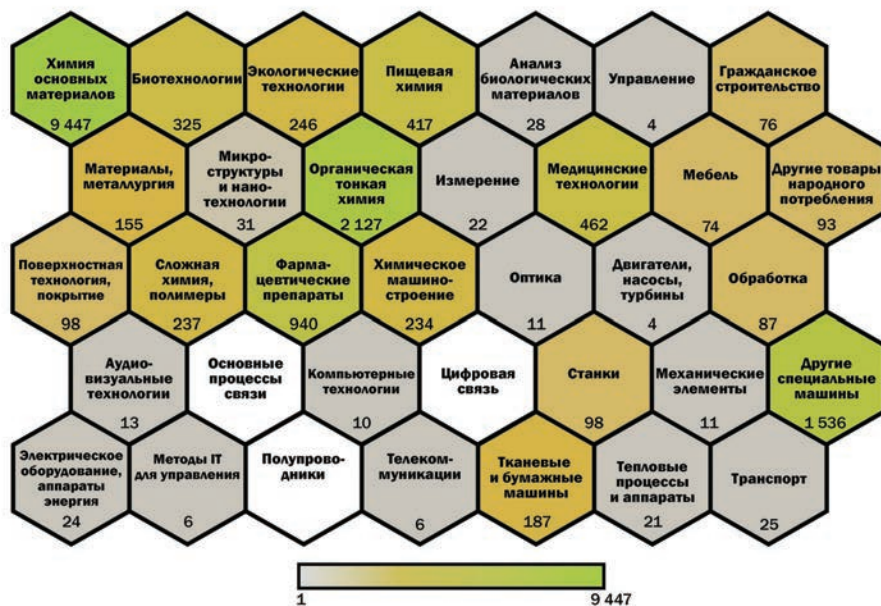 Химия
основных
материалов
9 447
Биотехнологии
325
Экологические
технологии
246
Пищевая
химия
417
Анализ
биологических
материалов
28
Управление
4
Гражданское
строительство
76
Материалы,
металлургия
155
Микро-
структуры
и нано-
технологии
31
Органическая
тонкая
химия
2 127
Измерение
22
Медицинские
технологии
462
Мебель
74
Другие товары
народного
потребления
93
Поверхностная
технология,
покрытие
98
Сложная
химия,
полимеры
237
Фарма-
цевтические
препараты
940
Химическое
машино-
строение
234
Оптика
11
Двигатели,
насосы,
турбины
4
Обработка
87
Аудио-
визуальные
технологии
13
Основные
процессы
связи
Компьютерные
технологии
10
Цифровая
связь
Станки
98
Механические
элементы
11
Другие
специальные
машины
1 536
Электрическое
оборудование,
аппараты
энергия
24
Методы IT
для управления
6
Полупрово-
дники
Телеком-
муникации
6
Тканевые
и бумажные
машины
187
Тепловые
процессы
и аппараты
21
Транспорт
25
1
9 447